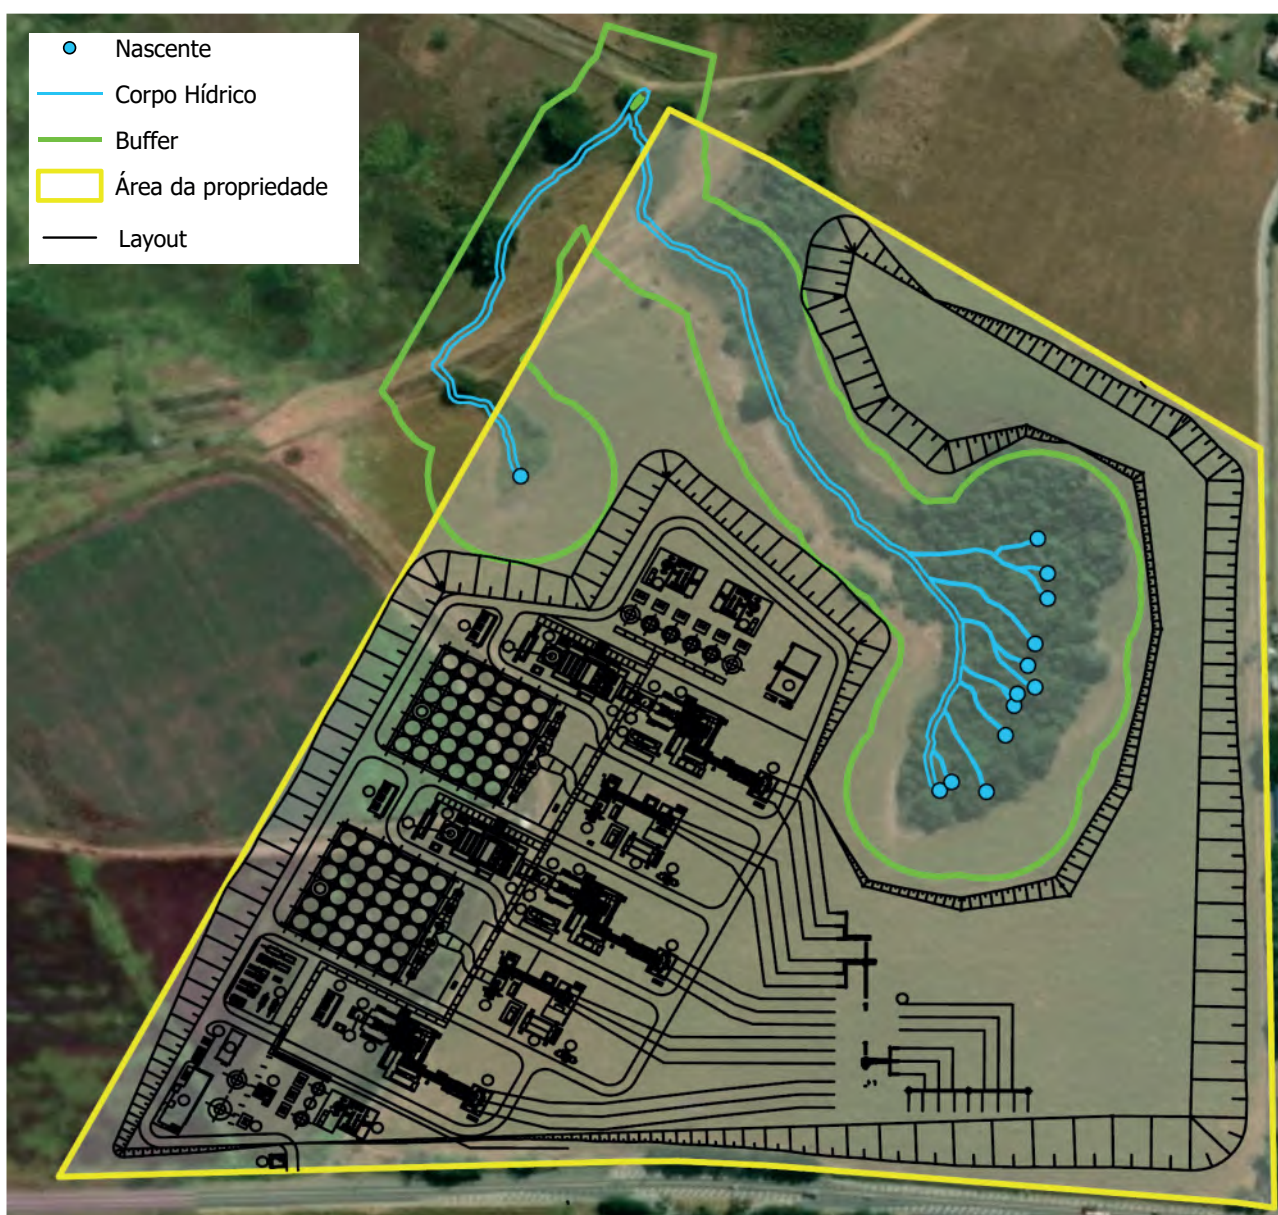 Nascente
Corpo Hídrico
Buffer
Área da propriedade
Layout